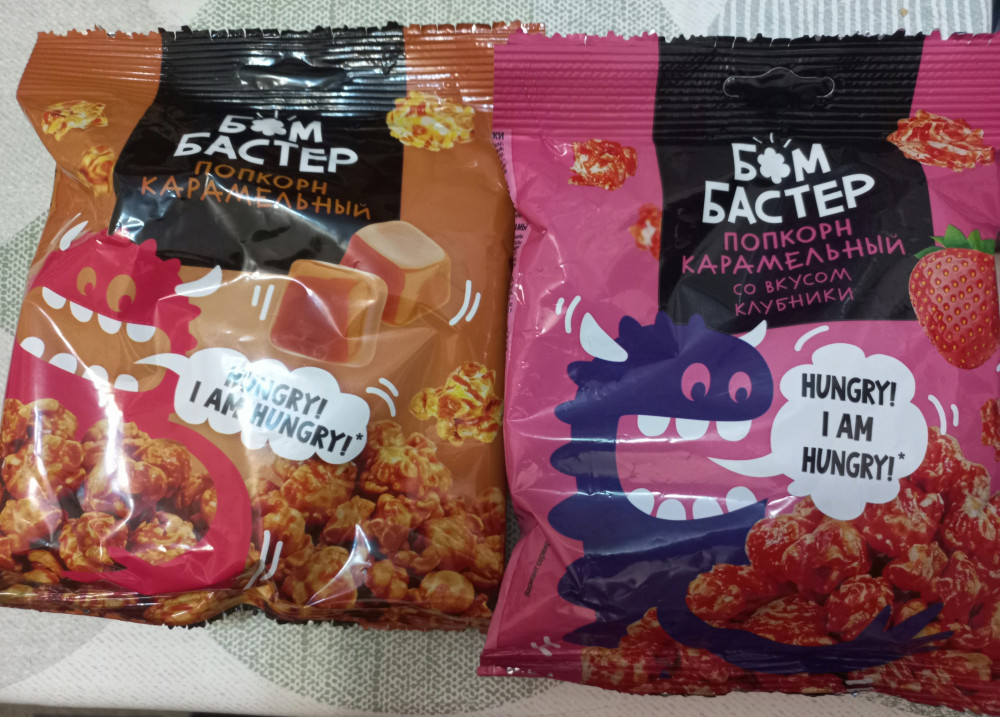 БОМ
БАСТЕР
ПОПКОРН
КАРАМЕЛЬНЫЙ
HUNGRY!
I AM HUNGRY!*
БОМ
БАСТЕР
ПОПКОРН
КАРАМЕЛЬНЫЙ
СО ВКУСОМ
КЛУБНИКИ
HUNGRY!
I AM
HUNGRY!*